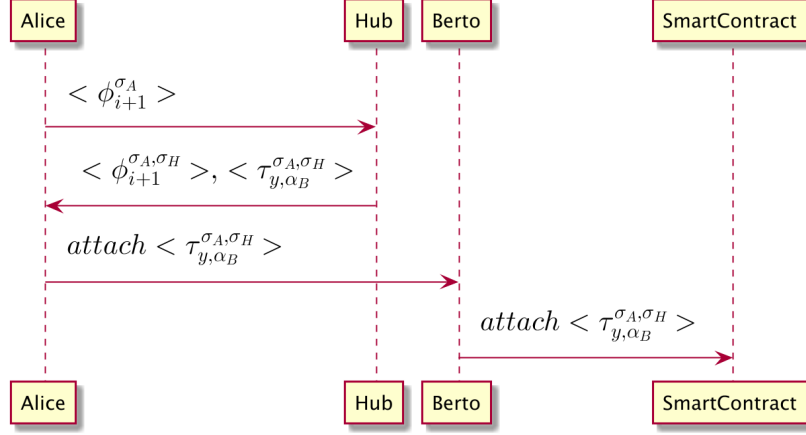 Alice Hub Berto SmartContract
< ϕ_{i+1}^{σ_A} >
< ϕ_{i+1}^{σ_A,σ_H} >, < τ_{y,α_B}^{σ_A,σ_H} >
attach < τ_{y,α_B}^{σ_A,σ_H} >
attach < τ_{y,α_B}^{σ_A,σ_H} >
Alice Hub Berto SmartContract